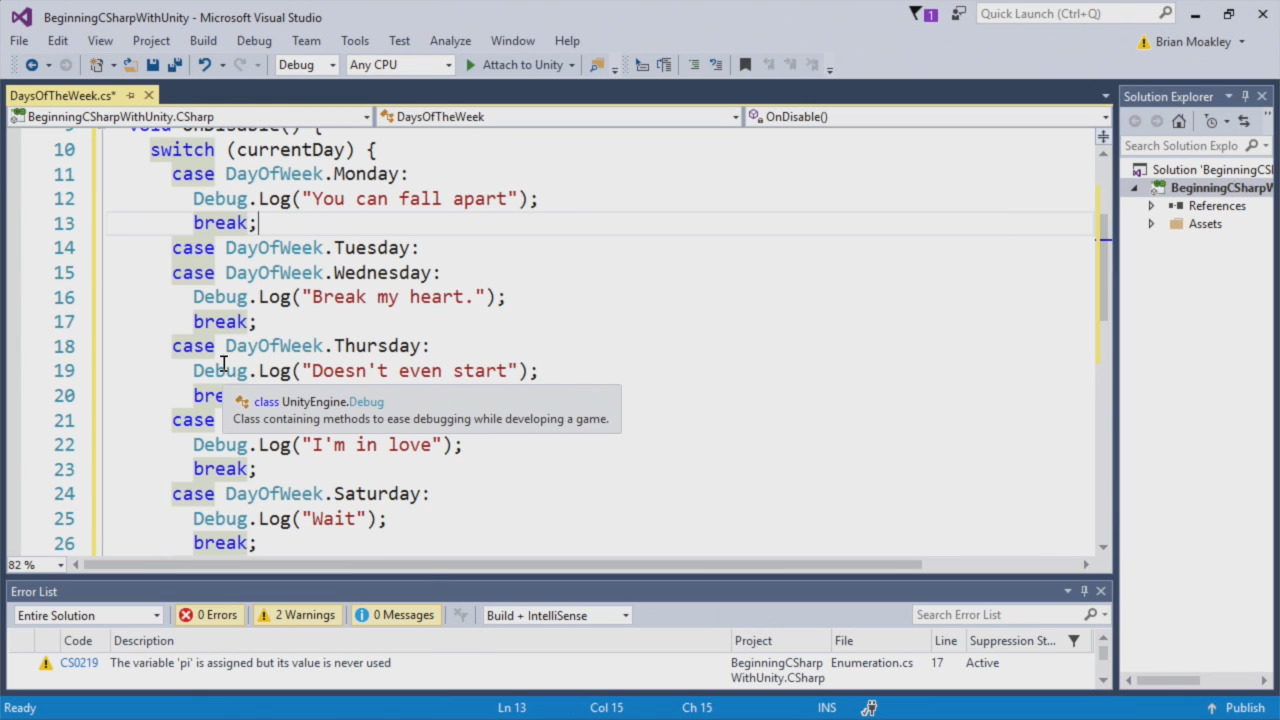 BeginningCSharpWithUnity - Microsoft Visual Studio
1
Quick Launch (Ctrl+Q)
File Edit View Project Build Debug Team Tools Test Analyze Window Help
Brian Moakley
Debug Any CPU Attach to Unity
DaysOfTheWeek.cs*
Solution Explorer
BeginningCSharpWithUnity.CSharp DaysOfTheWeek OnDisable()
Search Solution Explo
Solution 'BeginningCS
BeginningCSharpW
References
Assets
9 void OnDisable() {
10 switch (currentDay) {
11 case DayOfWeek.Monday:
12 Debug.Log("You can fall apart");
13 break;
14 case DayOfWeek.Tuesday:
15 case DayOfWeek.Wednesday:
16 Debug.Log("Break my heart.");
17 break;
18 case DayOfWeek.Thursday:
19 Debug.Log("Doesn't even start");
20 bre
class UnityEngine.Debug
Class containing methods to ease debugging while developing a game.
21 case
22 Debug.Log("I'm in love");
23 break;
24 case DayOfWeek.Saturday:
25 Debug.Log("Wait");
26 break;
82 %
Error List
Entire Solution 0 Errors 2 Warnings 0 Messages Build + IntelliSense Search Error List
Code Description Project File Line Suppression St...
CS0219 The variable 'pi' is assigned but its value is never used BeginningCSharp Enumeration.cs 17 Active
WithUnity.CSharp
Ready Ln 13 Col 15 Ch 15 INS Publish